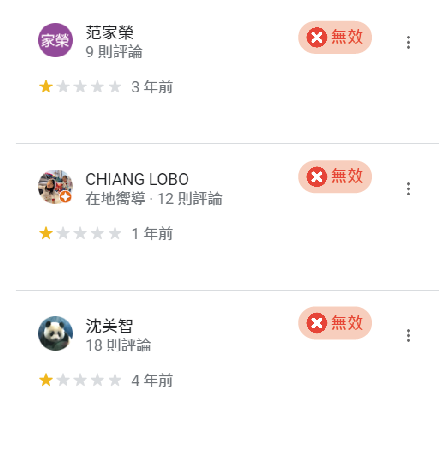 家榮 范家榮
無效
9 則評論
3 年前
CHIANG LOBO
無效
在地嚮導 · 12 則評論
1 年前
沈美智
無效
18 則評論
4 年前